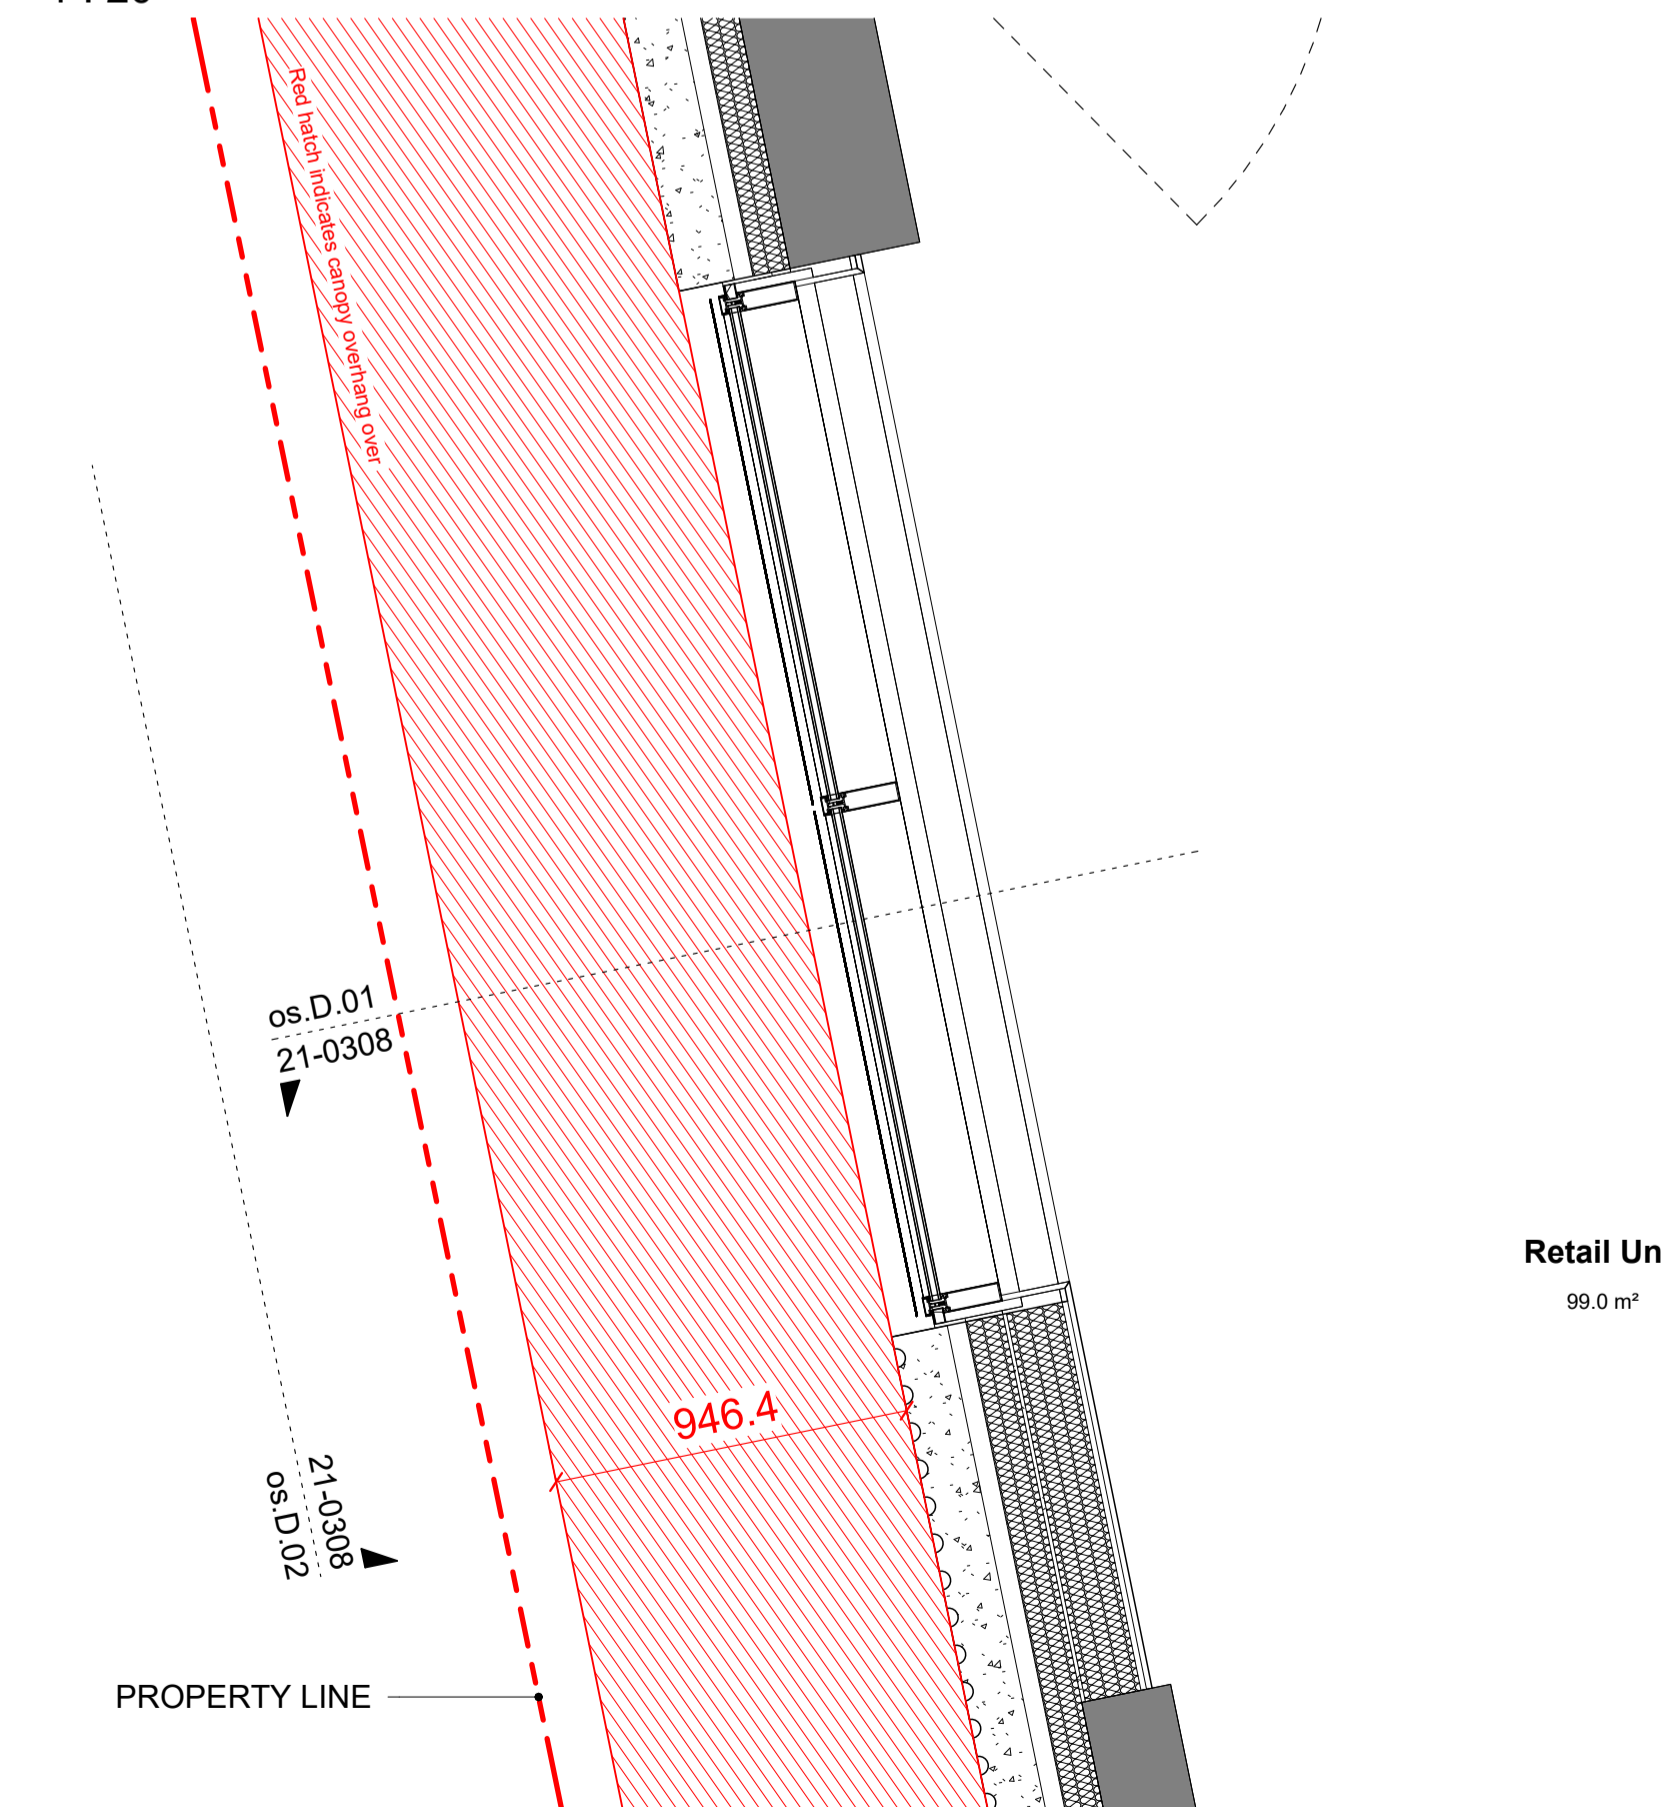 Red hatch indicates canopy overhang over
os.D.01
21-0308
Retail Un
99.0 m²
946.4
21-0308
os.D.02
PROPERTY LINE